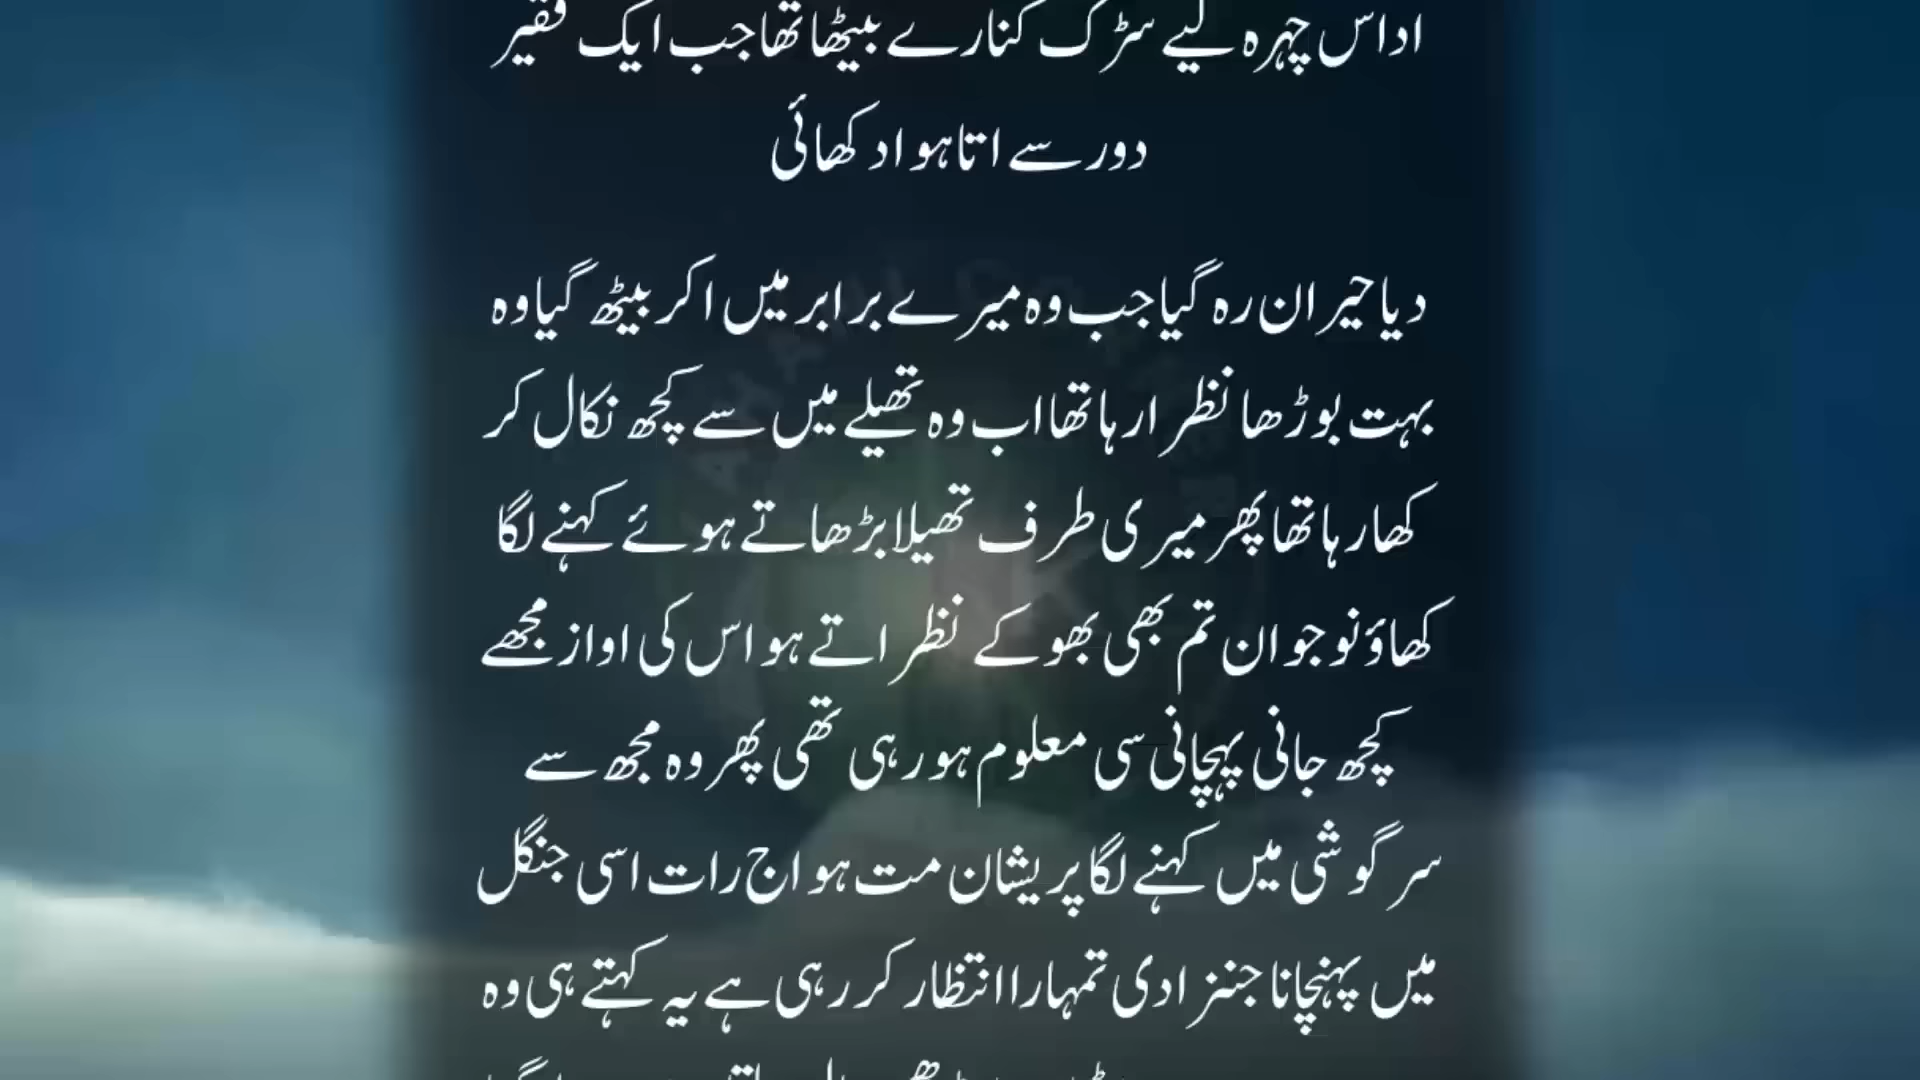 اداس چہرہ لیے سڑک کنارے بیٹھا تھا جب ایک فقیر
دور سے اتا ہوا دکھائی
دیا حیران رہ گیا جب وہ میرے برابر میں اکر بیٹھ گیا وہ
بہت بوڑھا نظر ارہا تھا اب وہ تھیلے میں سے کچھ نکال کر
کھا رہا تھا پھر میری طرف تھیلا بڑھاتے ہوئے کہنے لگا
کھاؤ نوجوان تم بھی بھوکے نظر اتے ہو اس کی اواز مجھے
کچھ جانی پہچانی سی معلوم ہو رہی تھی پھر وہ مجھ سے
سرگوشی میں کہنے لگا پریشان مت ہو اج رات اسی جنگل
میں پہنچانا جننزادی تمہارا انتظار کر رہی ہے یہ کہتے ہی وہ